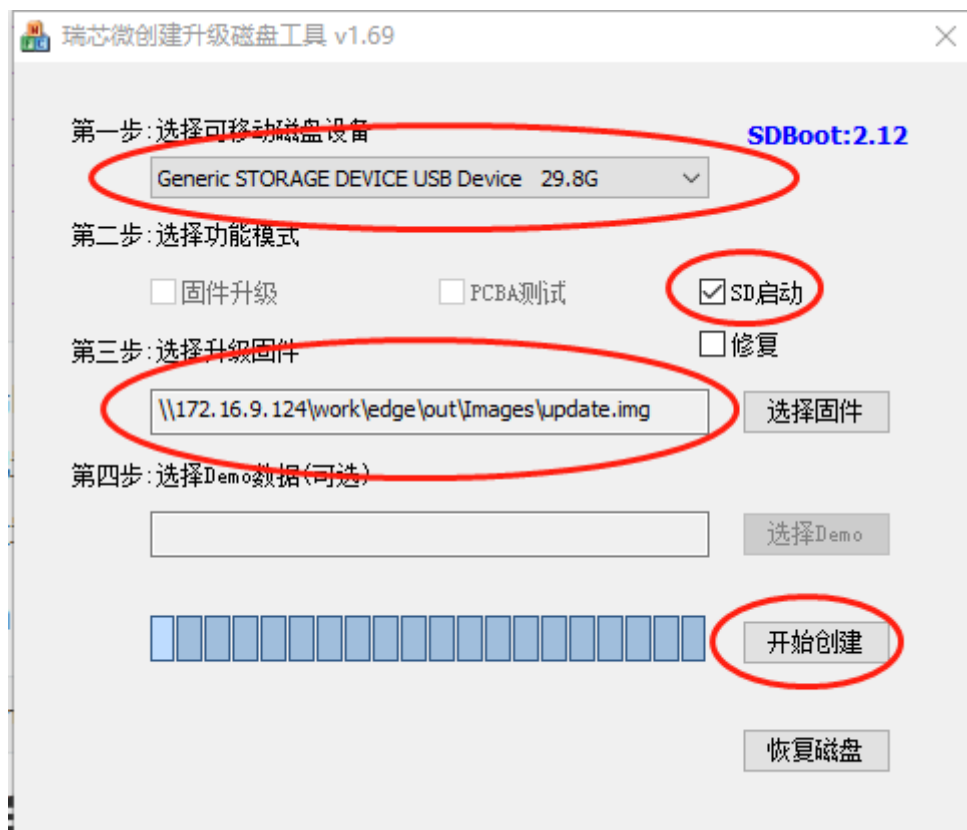 瑞芯微创建升级磁盘工具 v1.69
第一步:选择可移动磁盘设备
SDBoot:2.12
Generic STORAGE DEVICE USB Device 29.8G
第二步:选择功能模式
固件升级 PCBA测试 SD启动
修复
第三步:选择升级固件
\\172.16.9.124\work\edge\out\Images\update.img 选择固件
第四步:选择Demo数据(可选)
选择Demo
开始创建
恢复磁盘